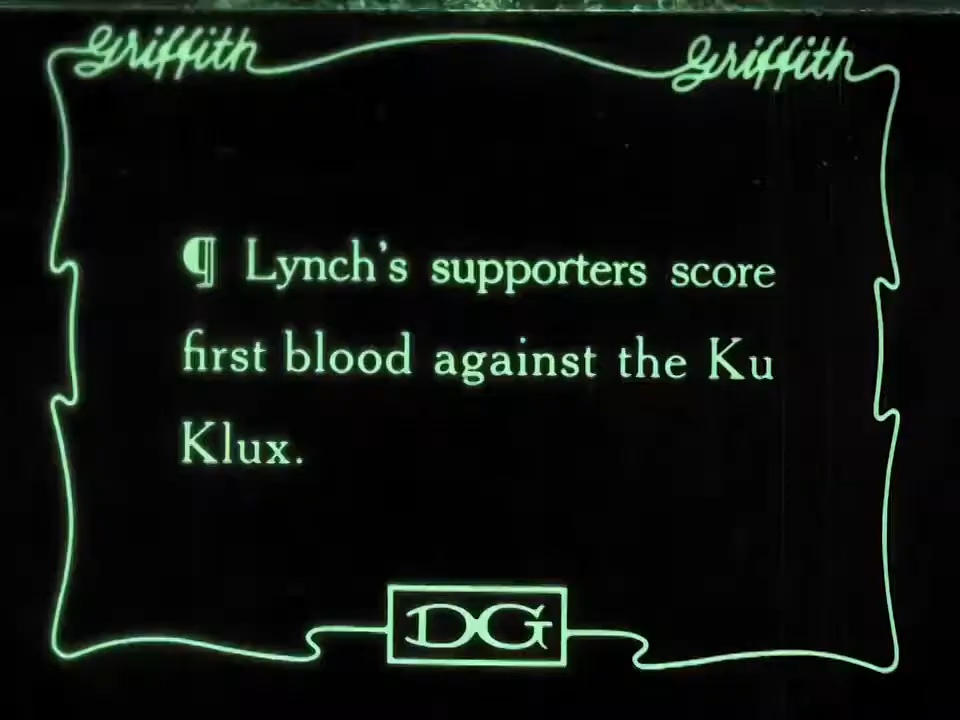 Griffith Griffith
¶ Lynch's supporters score
first blood against the Ku
Klux.
DG